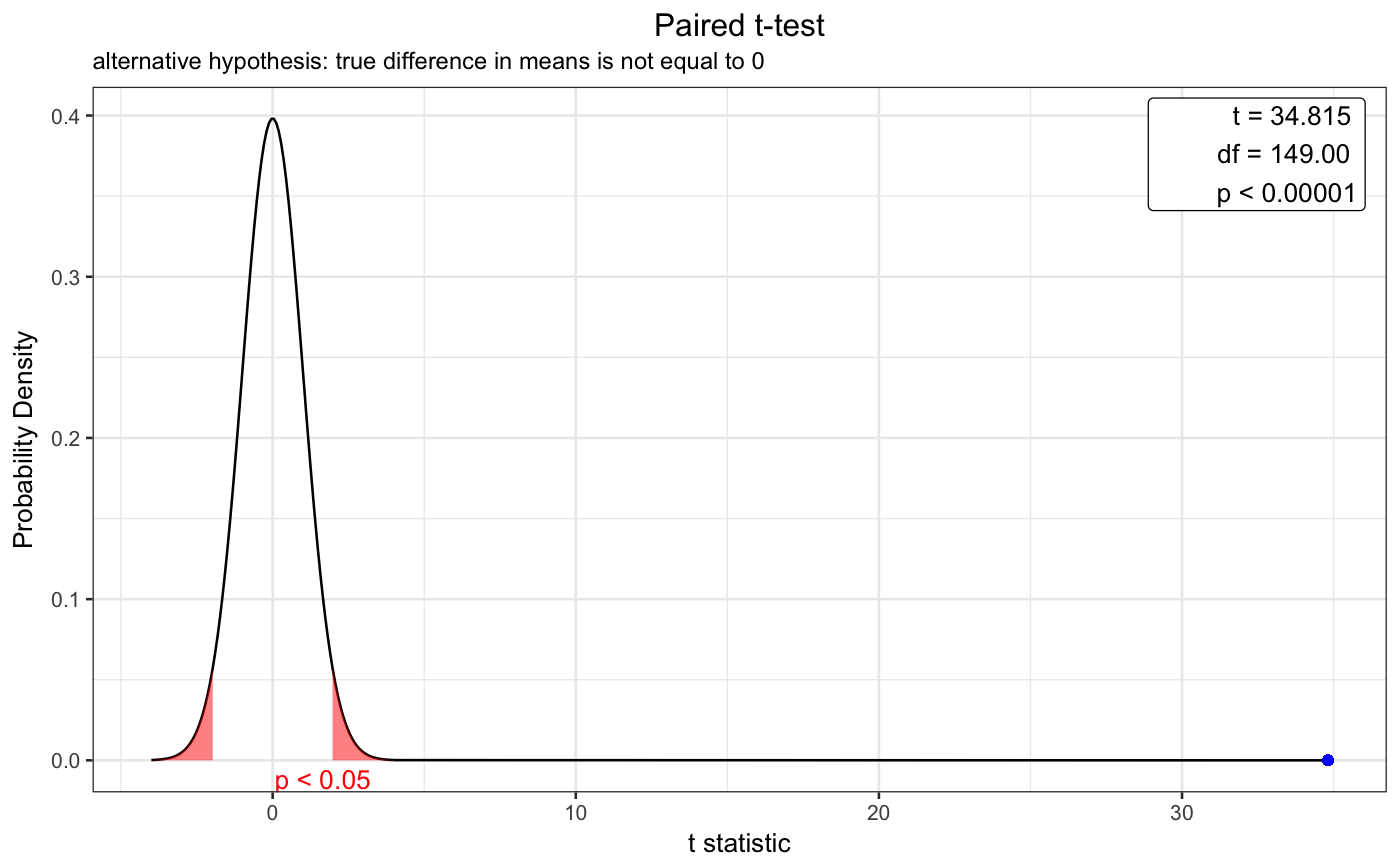 Paired t-test
alternative hypothesis: true difference in means is not equal to 0
t = 34.815
df = 149.00
p < 0.00001
Probability Density
0.4
0.3
0.2
0.1
0.0
p < 0.05
0 10 20 30
t statistic